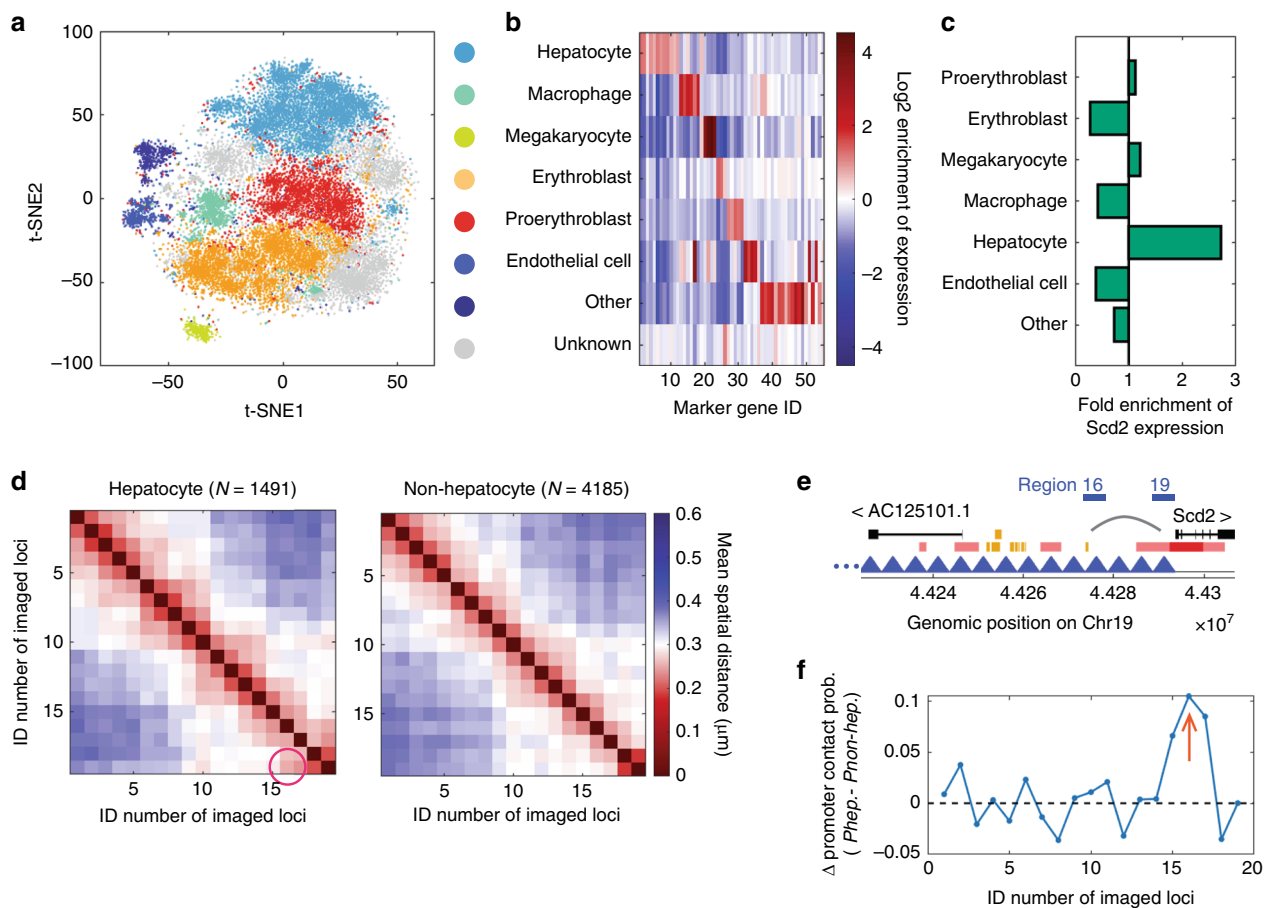 a
100
50
0
−50
−100
t-SNE2
−50
0
50
t-SNE1
b
Hepatocyte
Macrophage
Megakaryocyte
Erythroblast
Proerythroblast
Endothelial cell
Other
Unknown
10
20
30
40
50
Marker gene ID
4
2
0
−2
−4
Log2 enrichment of expression
c
Proerythroblast
Erythroblast
Megakaryocyte
Macrophage
Hepatocyte
Endothelial cell
Other
0
1
2
3
Fold enrichment of
Scd2 expression
d
Hepatocyte (N = 1491)
ID number of imaged loci
5
10
15
5
10
15
ID number of imaged loci
Non-hepatocyte (N = 4185)
5
10
15
5
10
15
ID number of imaged loci
0.6
0.5
0.4
0.3
0.2
0.1
0
Mean spatial distance (μm)
e
Region 16 19
< AC125101.1
Scd2 >
4.424
4.426
4.428
4.43
Genomic position on Chr19
×10⁷
f
Δ promoter contact prob.
( Phep.- Pnon-hep.)
0.1
0.05
0
−0.05
0
5
10
15
20
ID number of imaged loci